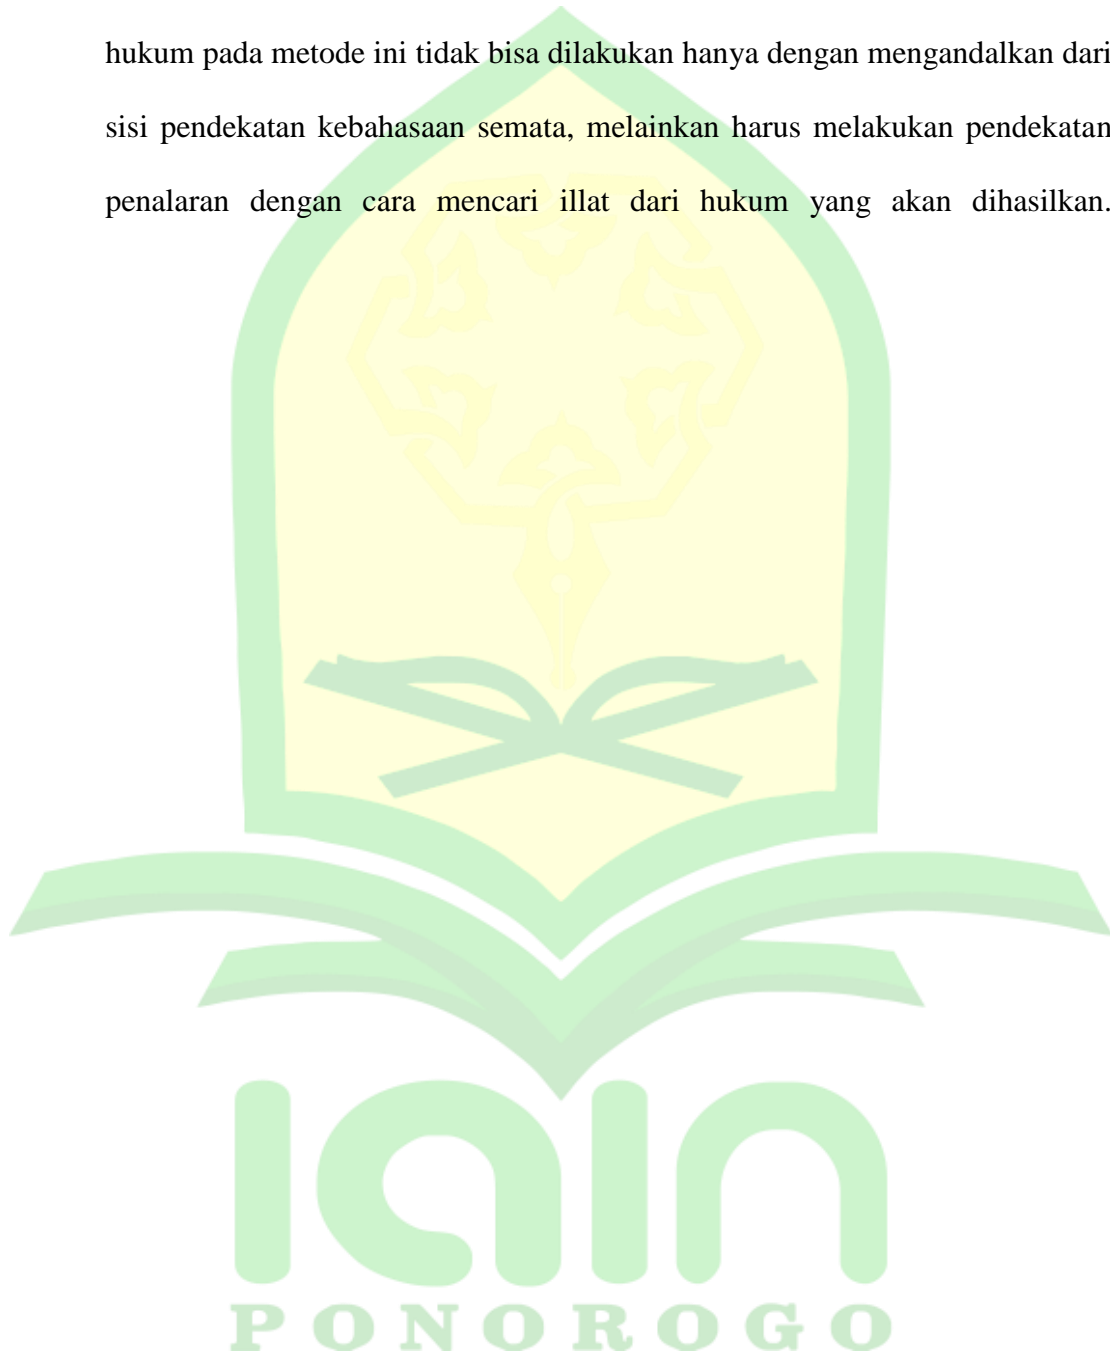 hukum pada metode ini tidak bisa dilakukan hanya dengan mengandalkan dari
sisi pendekatan kebahasaan semata, melainkan harus melakukan pendekatan
penalaran dengan cara mencari illat dari hukum yang akan dihasilkan.
iain
PONOROGO